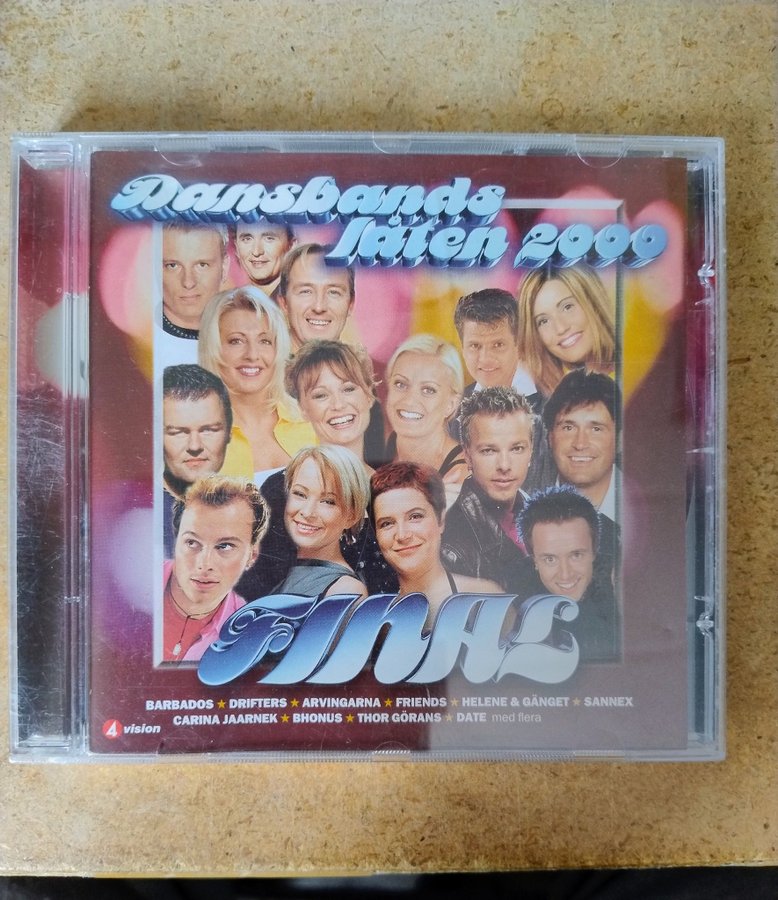 Dansbands
låten 2000
FINAL
BARBADOS ★ DRIFTERS ★ ARVINGARNA ★ FRIENDS ★ HELENE & GÄNGET ★ SANNEX
CARINA JAARNEK ★ BHONUS ★ THOR GÖRANS ★ DATE med flera
4 vision